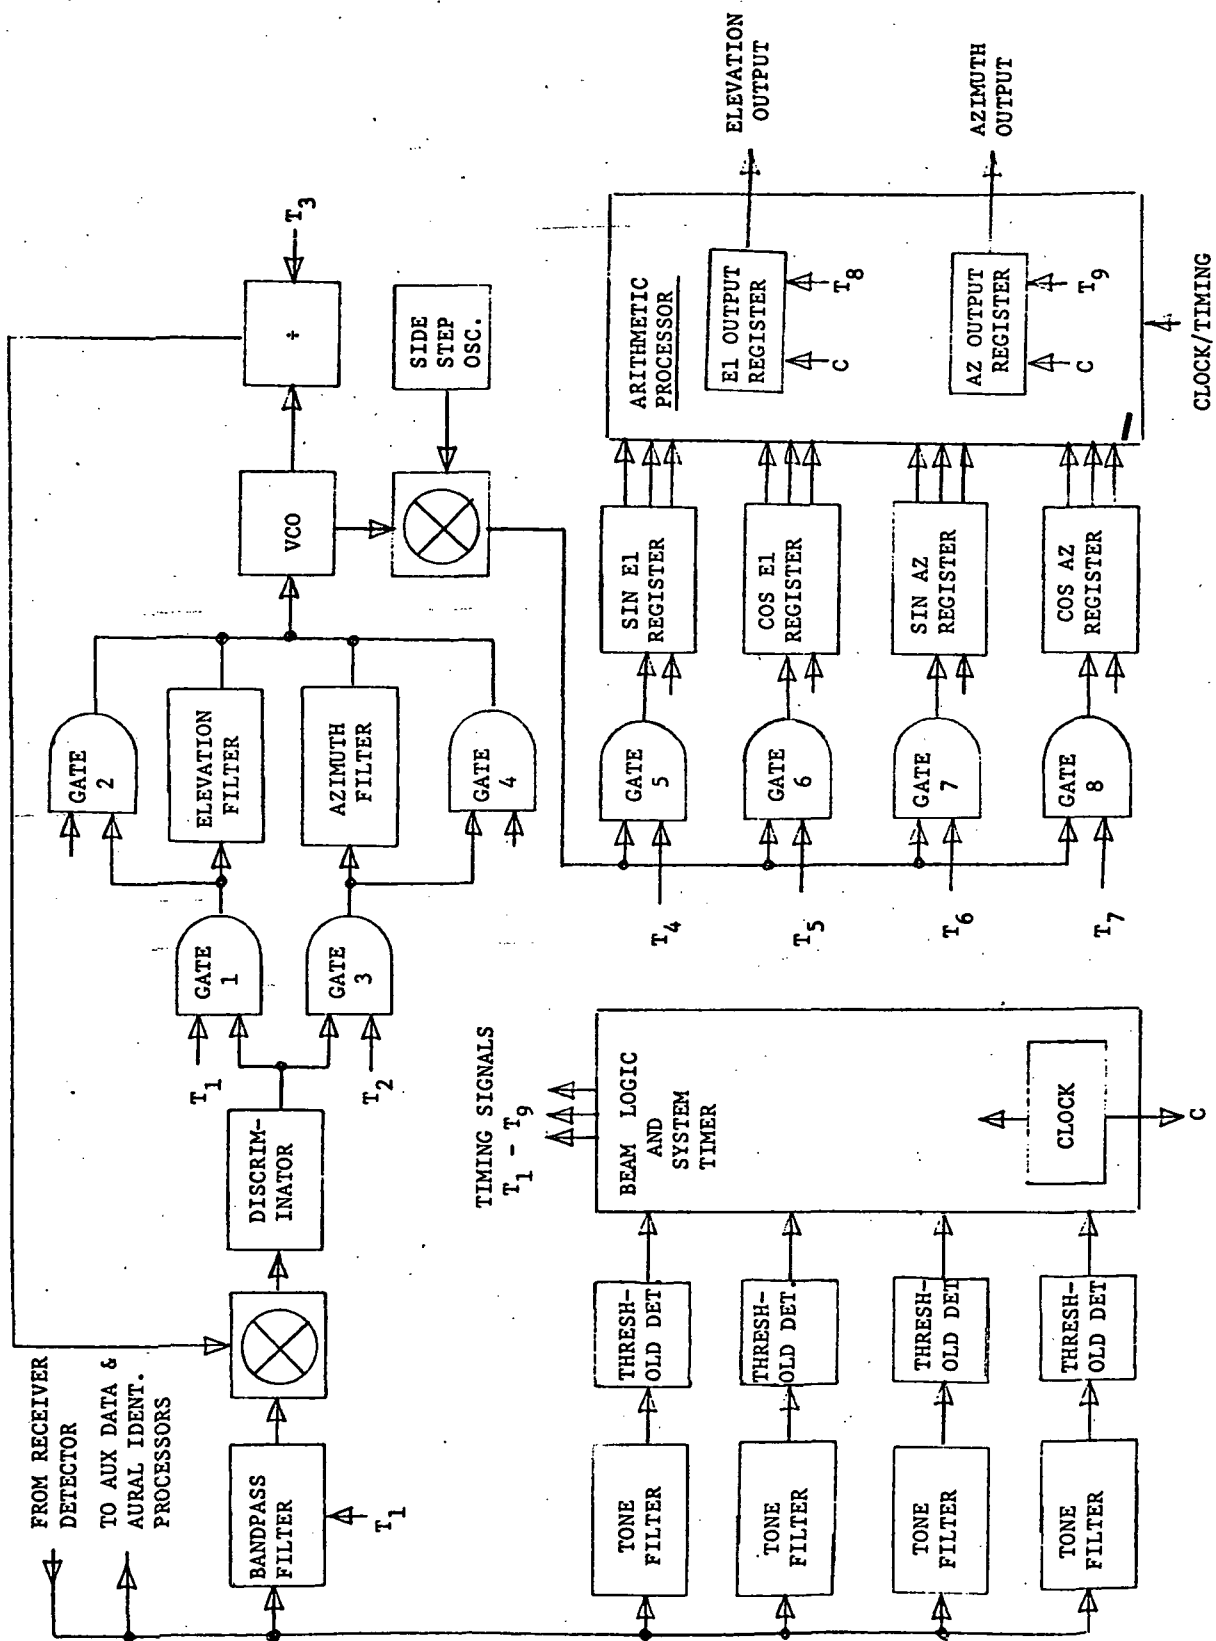 FROM RECEIVER
DETECTOR
TO AUX DATA &
AURAL IDENT.
PROCESSORS
BANDPASS
FILTER
T1
DISCRIM-
INATOR
T1
T2
GATE
1
GATE
3
GATE
2
ELEVATION
FILTER
AZIMUTH
FILTER
GATE
4
VCO
÷
T3
SIDE
STEP
OSC.
TONE
FILTER
THRESH-
OLD DET.
TONE
FILTER
THRESH-
OLD DET.
TONE
FILTER
THRESH-
OLD DET
TONE
FILTER
THRESH-
OLD DET.
TIMING SIGNALS
T1 - T9
BEAM LOGIC
AND
SYSTEM
TIMER
CLOCK
C
T4
T5
T6
T7
GATE
5
GATE
6
GATE
7
GATE
8
SIN E1
REGISTER
COS E1
REGISTER
SIN AZ
REGISTER
COS AZ
REGISTER
ARITHMETIC
PROCESSOR
E1 OUTPUT
REGISTER
C
T8
AZ OUTPUT
REGISTER
C
T9
ELEVATION
OUTPUT
AZIMUTH
OUTPUT
CLOCK/TIMING